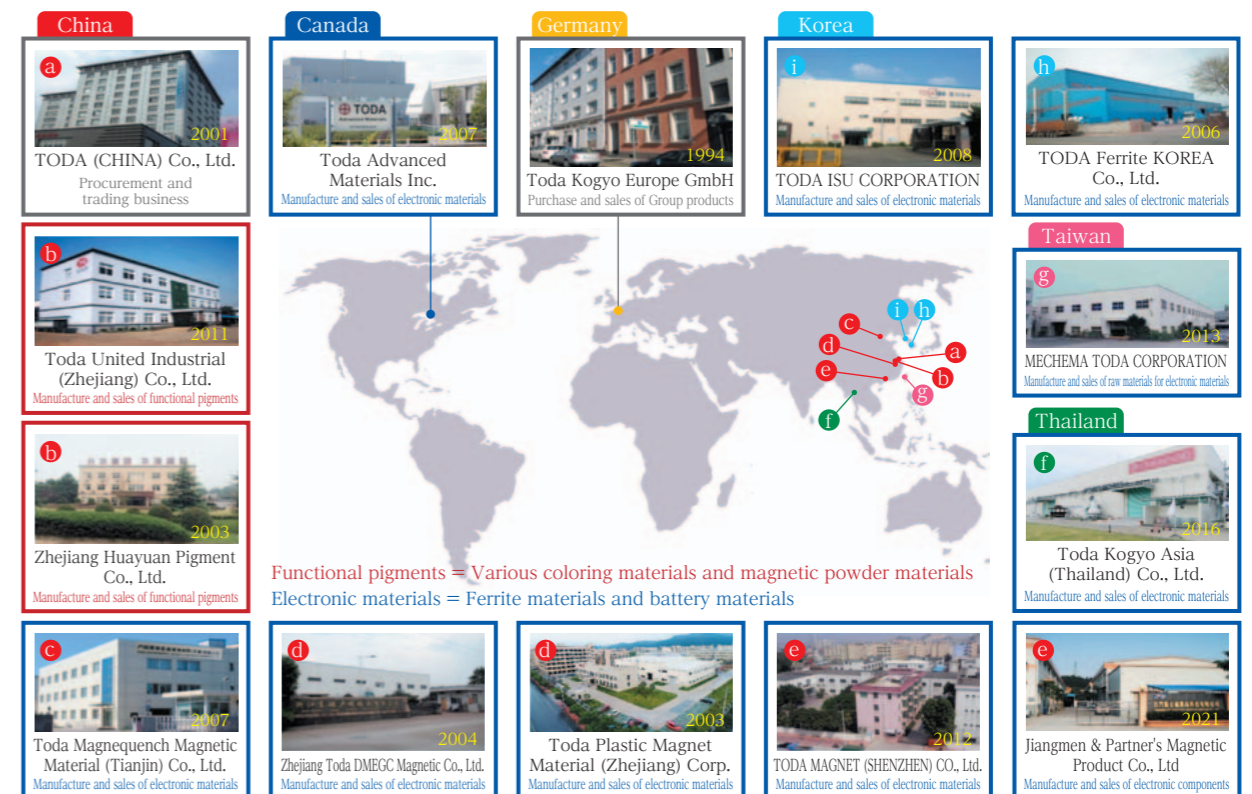 China
a
2001
TODA (CHINA) Co., Ltd.
Procurement and
trading business
Canada
TODA
Advanced Materials
2007
Toda Advanced
Materials Inc.
Manufacture and sales of electronic materials
Germany
1994
Toda Kogyo Europe GmbH
Purchase and sales of Group products
Korea
i
2008
TODA ISU CORPORATION
Manufacture and sales of electronic materials
h
2006
TODA Ferrite KOREA
Co., Ltd.
Manufacture and sales of electronic materials
b
2011
Toda United Industrial
(Zhejiang) Co., Ltd.
Manufacture and sales of functional pigments
Taiwan
g
2013
MECHEMA TODA CORPORATION
Manufacture and sales of raw materials for electronic materials
i
h
c
d
a
e
b
g
f
b
2003
Zhejiang Huayuan Pigment
Co., Ltd.
Manufacture and sales of functional pigments
Thailand
f
2016
Toda Kogyo Asia
(Thailand) Co., Ltd.
Manufacture and sales of electronic materials
Functional pigments = Various coloring materials and magnetic powder materials
Electronic materials = Ferrite materials and battery materials
c
2007
Toda Magnequench Magnetic
Material (Tianjin) Co., Ltd.
Manufacture and sales of electronic materials
d
2004
Zhejiang Toda DMEGC Magnetic Co., Ltd.
Manufacture and sales of electronic materials
d
2003
Toda Plastic Magnet
Material (Zhejiang) Corp.
Manufacture and sales of electronic materials
e
2012
TODA MAGNET (SHENZHEN) CO., Ltd.
Manufacture and sales of electronic materials
e
2021
Jiangmen & Partner's Magnetic
Product Co., Ltd
Manufacture and sales of electronic components